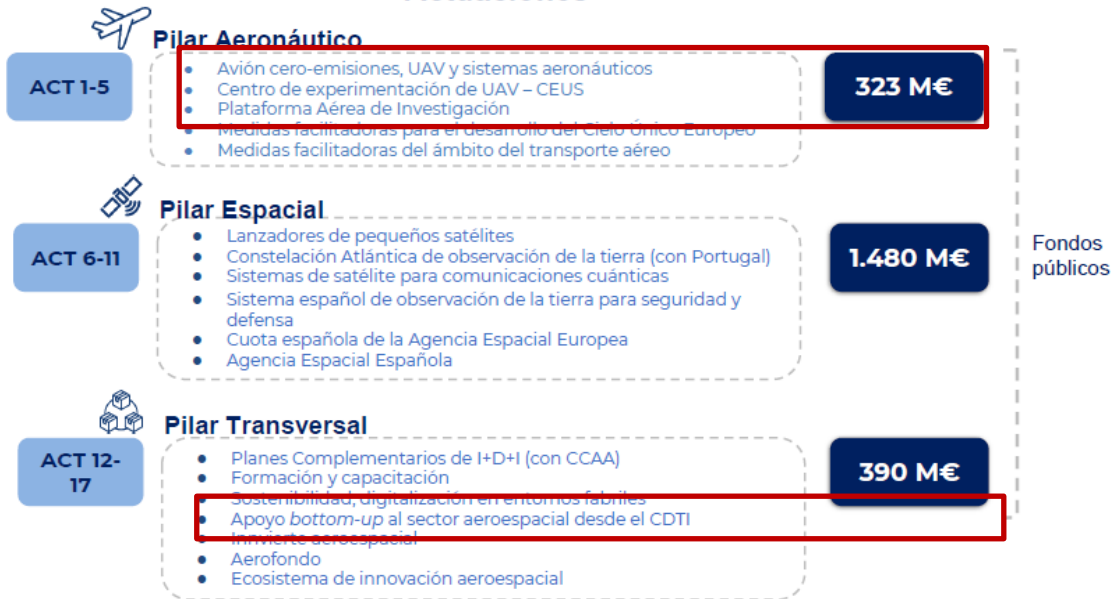 Pilar Aeronáutico
ACT 1-5
Avión cero-emisiones, UAV y sistemas aeronáuticos
Centro de experimentación de UAV – CEUS
Plataforma Aérea de Investigación
Medidas facilitadoras para el desarrollo del Cielo Único Europeo
Medidas facilitadoras del ámbito del transporte aéreo
323 M€
Pilar Espacial
ACT 6-11
Lanzadores de pequeños satélites
Constelación Atlántica de observación de la tierra (con Portugal)
Sistemas de satélite para comunicaciones cuánticas
Sistema español de observación de la tierra para seguridad y
defensa
Cuota española de la Agencia Espacial Europea
Agencia Espacial Española
1.480 M€
Fondos
públicos
Pilar Transversal
ACT 12-
17
Planes Complementarios de I+D+I (con CCAA)
Formación y capacitación
Sostenibilidad, digitalización en entornos fabriles
Apoyo bottom-up al sector aeroespacial desde el CDTI
Innvierte aeroespacial
Aerofondo
Ecosistema de innovación aeroespacial
390 M€